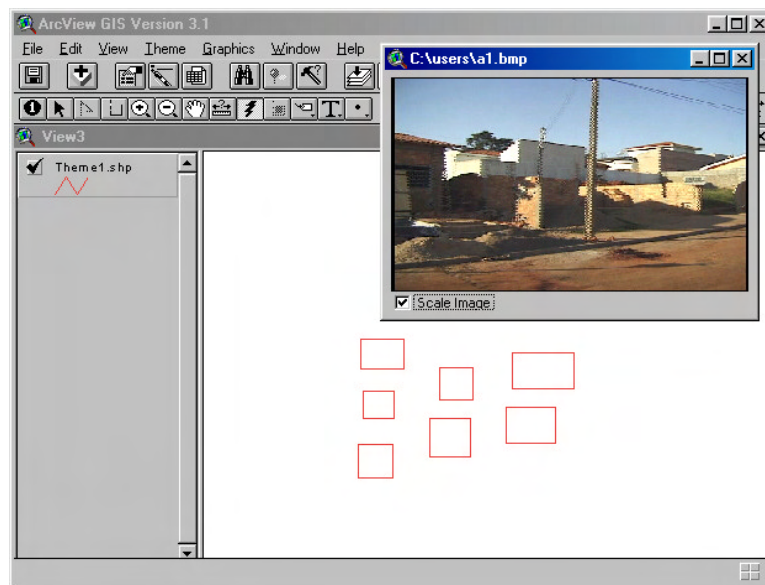 ArcView GIS Version 3.1
File Edit View Theme Graphics Window Help
T
View3
Theme1.shp
C:\users\a1.bmp
Scale Image